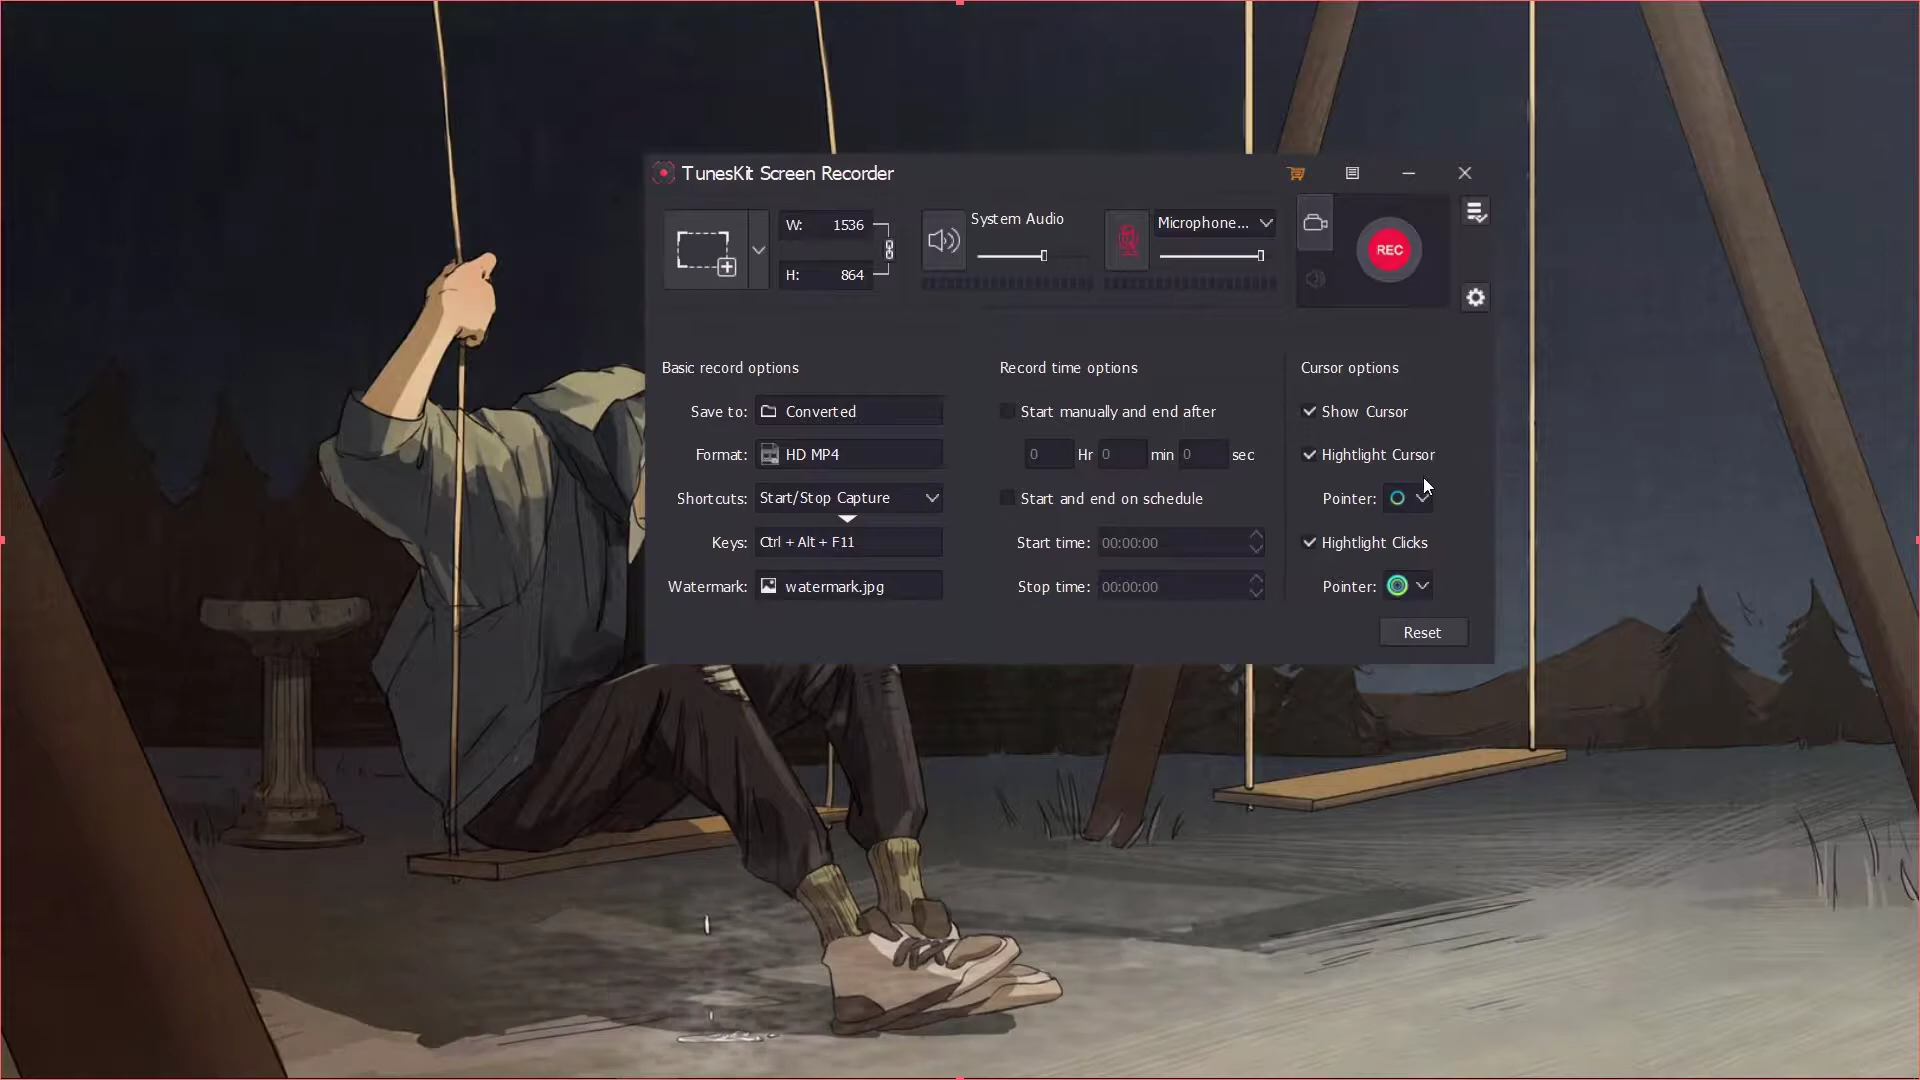 TunesKit Screen Recorder
W: 1536
H: 864
System Audio
Microphone...
REC
Basic record options
Save to: Converted
Format: HD MP4
Shortcuts: Start/Stop Capture
Keys: Ctrl + Alt + F11
Watermark: watermark.jpg
Record time options
Start manually and end after
0 Hr 0 min 0 sec
Start and end on schedule
Start time: 00:00:00
Stop time: 00:00:00
Cursor options
Show Cursor
Hightlight Cursor
Pointer:
Hightlight Clicks
Pointer:
Reset